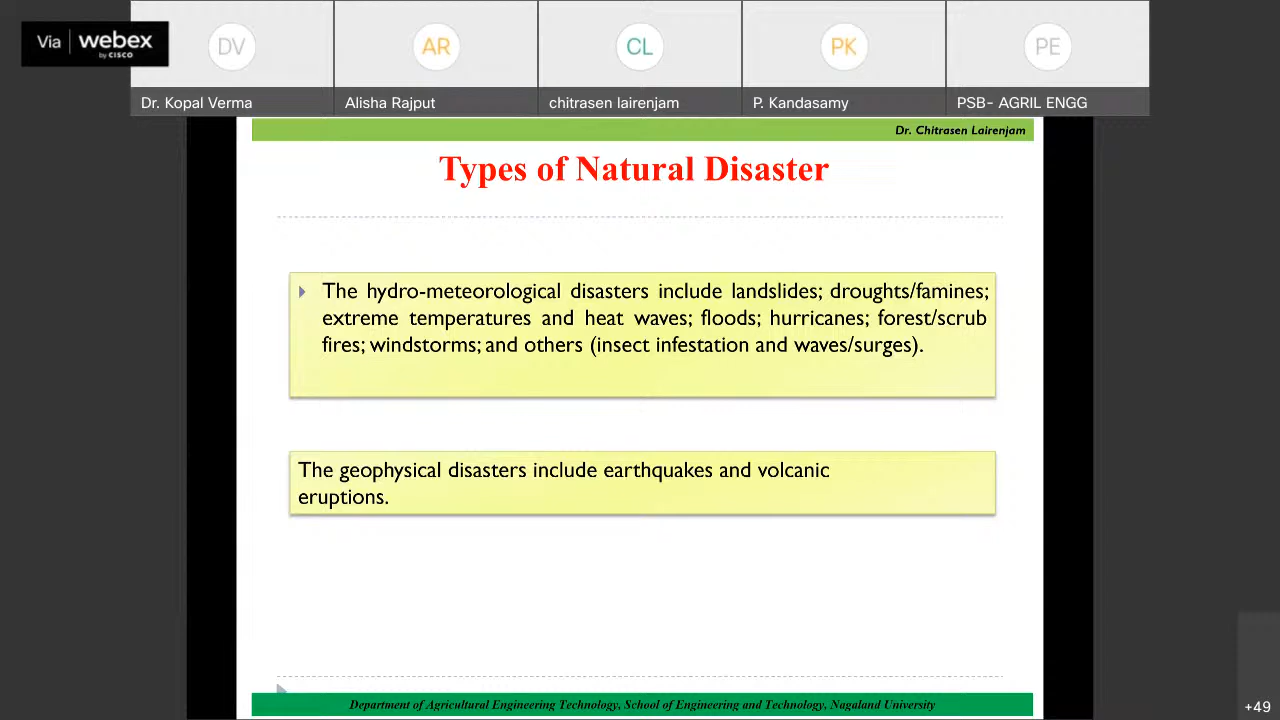 Via webex
by CISCO
DV AR CL PK PE
Dr. Kopal Verma Alisha Rajput chitrasen lairenjam P. Kandasamy PSB- AGRIL ENGG
Dr. Chitrasen Lairenjam
Types of Natural Disaster
The hydro-meteorological disasters include landslides; droughts/famines;
extreme temperatures and heat waves; floods; hurricanes; forest/scrub
fires; windstorms; and others (insect infestation and waves/surges).
The geophysical disasters include earthquakes and volcanic
eruptions.
Department of Agricultural Engineering Technology, School of Engineering and Technology, Nagaland University
+49